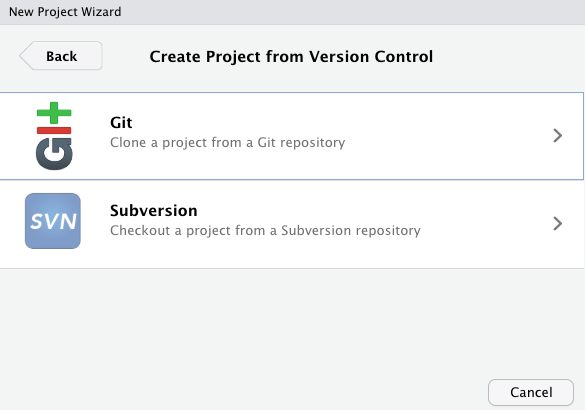 New Project Wizard
Back
Create Project from Version Control
Git
Git
Clone a project from a Git repository
SVN
Subversion
Checkout a project from a Subversion repository
Cancel